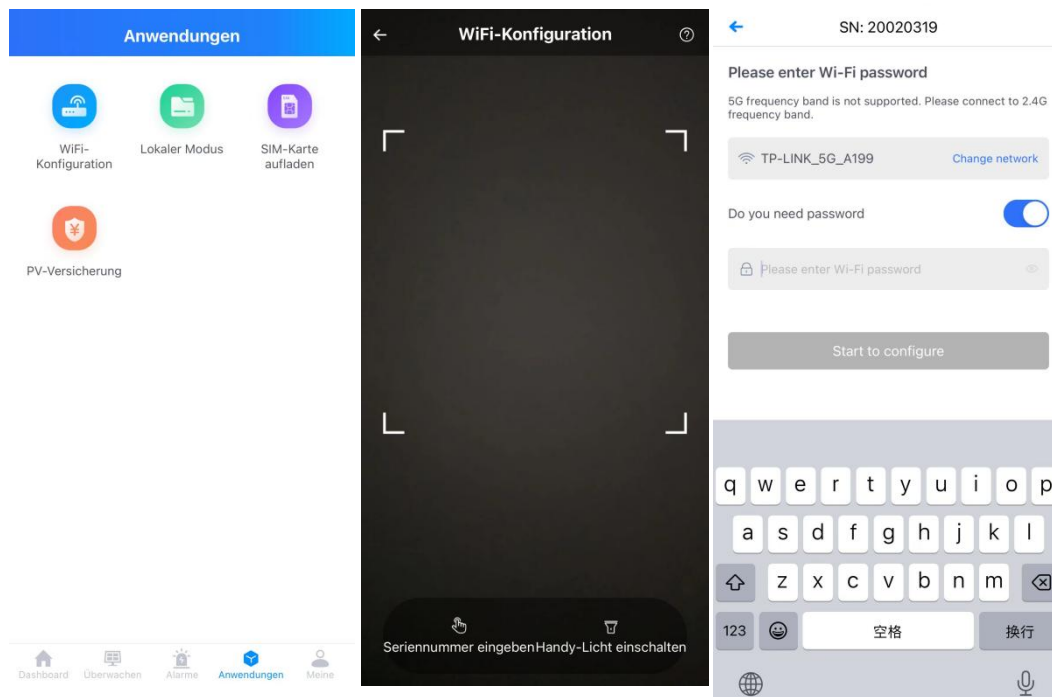 Anwendungen
WiFi-
Konfiguration
Lokaler Modus
SIM-Karte
aufladen
PV-Versicherung
Dashboard
Überwachen
Alarme
Anwendungen
Meine
WiFi-Konfiguration
Seriennummer eingeben
Handy-Licht einschalten
SN: 20020319
Please enter Wi-Fi password
5G frequency band is not supported. Please connect to 2.4G
frequency band.
TP-LINK_5G_A199
Change network
Do you need password
Please enter Wi-Fi password
Start to configure
q w e r t y u i o p
a s d f g h j k l
z x c v b n m
123
空格
换行